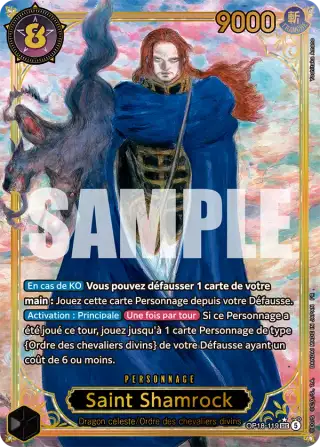 8
9000
斬
SAMPLE
En cas de KO Vous pouvez défausser 1 carte de votre
main : Jouez cette carte Personnage depuis votre Défausse.
Activation : Principale Une fois par tour Si ce Personnage a
été joué ce tour, jouez jusqu'à 1 carte Personnage de type
{Ordre des chevaliers divins} de votre Défausse ayant un
coût de 6 ou moins.
PERSONNAGE
Saint Shamrock
Dragon céleste/Ordre des chevaliers divins
OP18-119